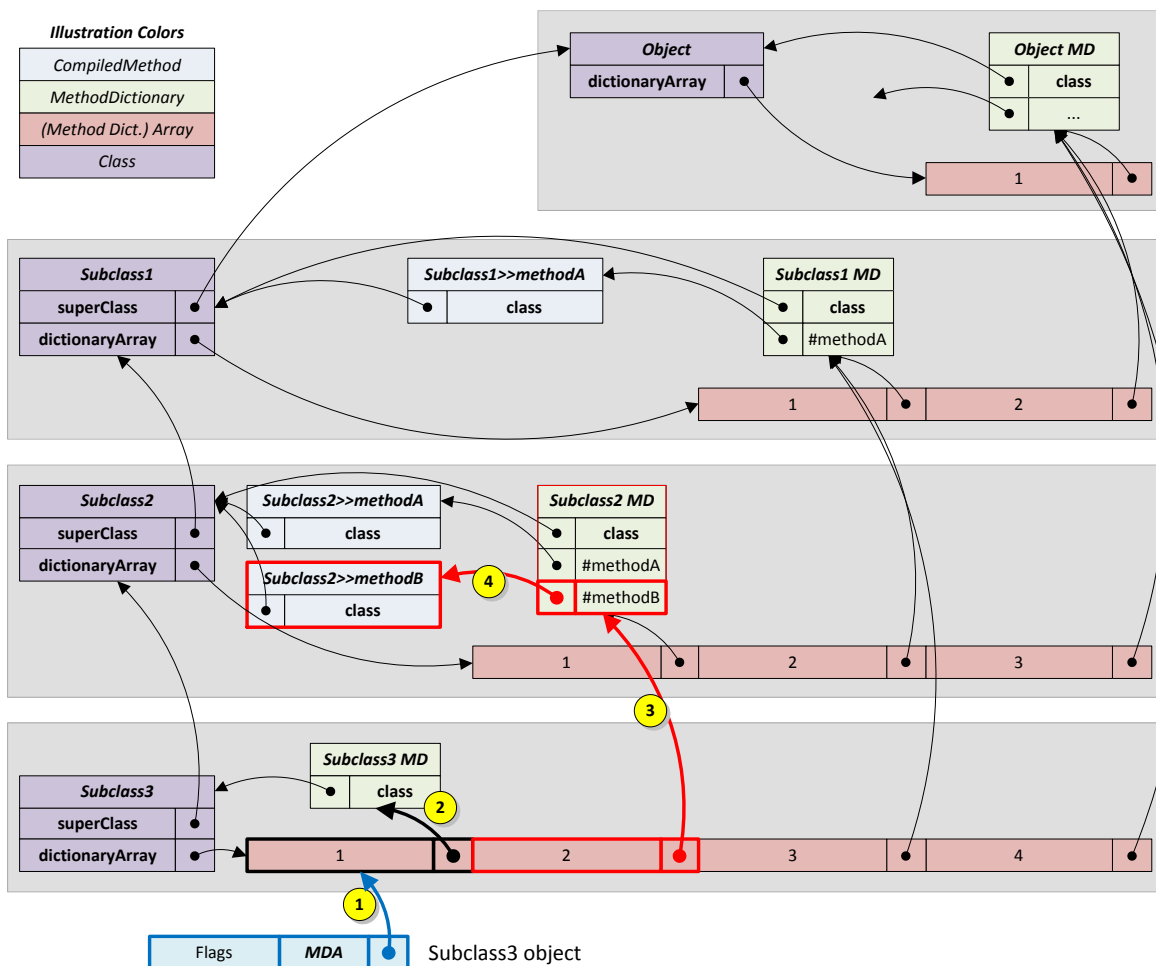 Illustration Colors
CompiledMethod
MethodDictionary
(Method Dict.) Array
Class
Object
dictionaryArray
Object MD
class
...
1
Subclass1
superClass
dictionaryArray
Subclass1>>methodA
class
Subclass1 MD
class
#methodA
1
2
Subclass2
superClass
dictionaryArray
Subclass2>>methodA
class
Subclass2>>methodB
class
4
Subclass2 MD
class
#methodA
#methodB
1
2
3
3
Subclass3 MD
class
2
Subclass3
superClass
dictionaryArray
1
2
3
4
1
Flags
MDA
Subclass3 object